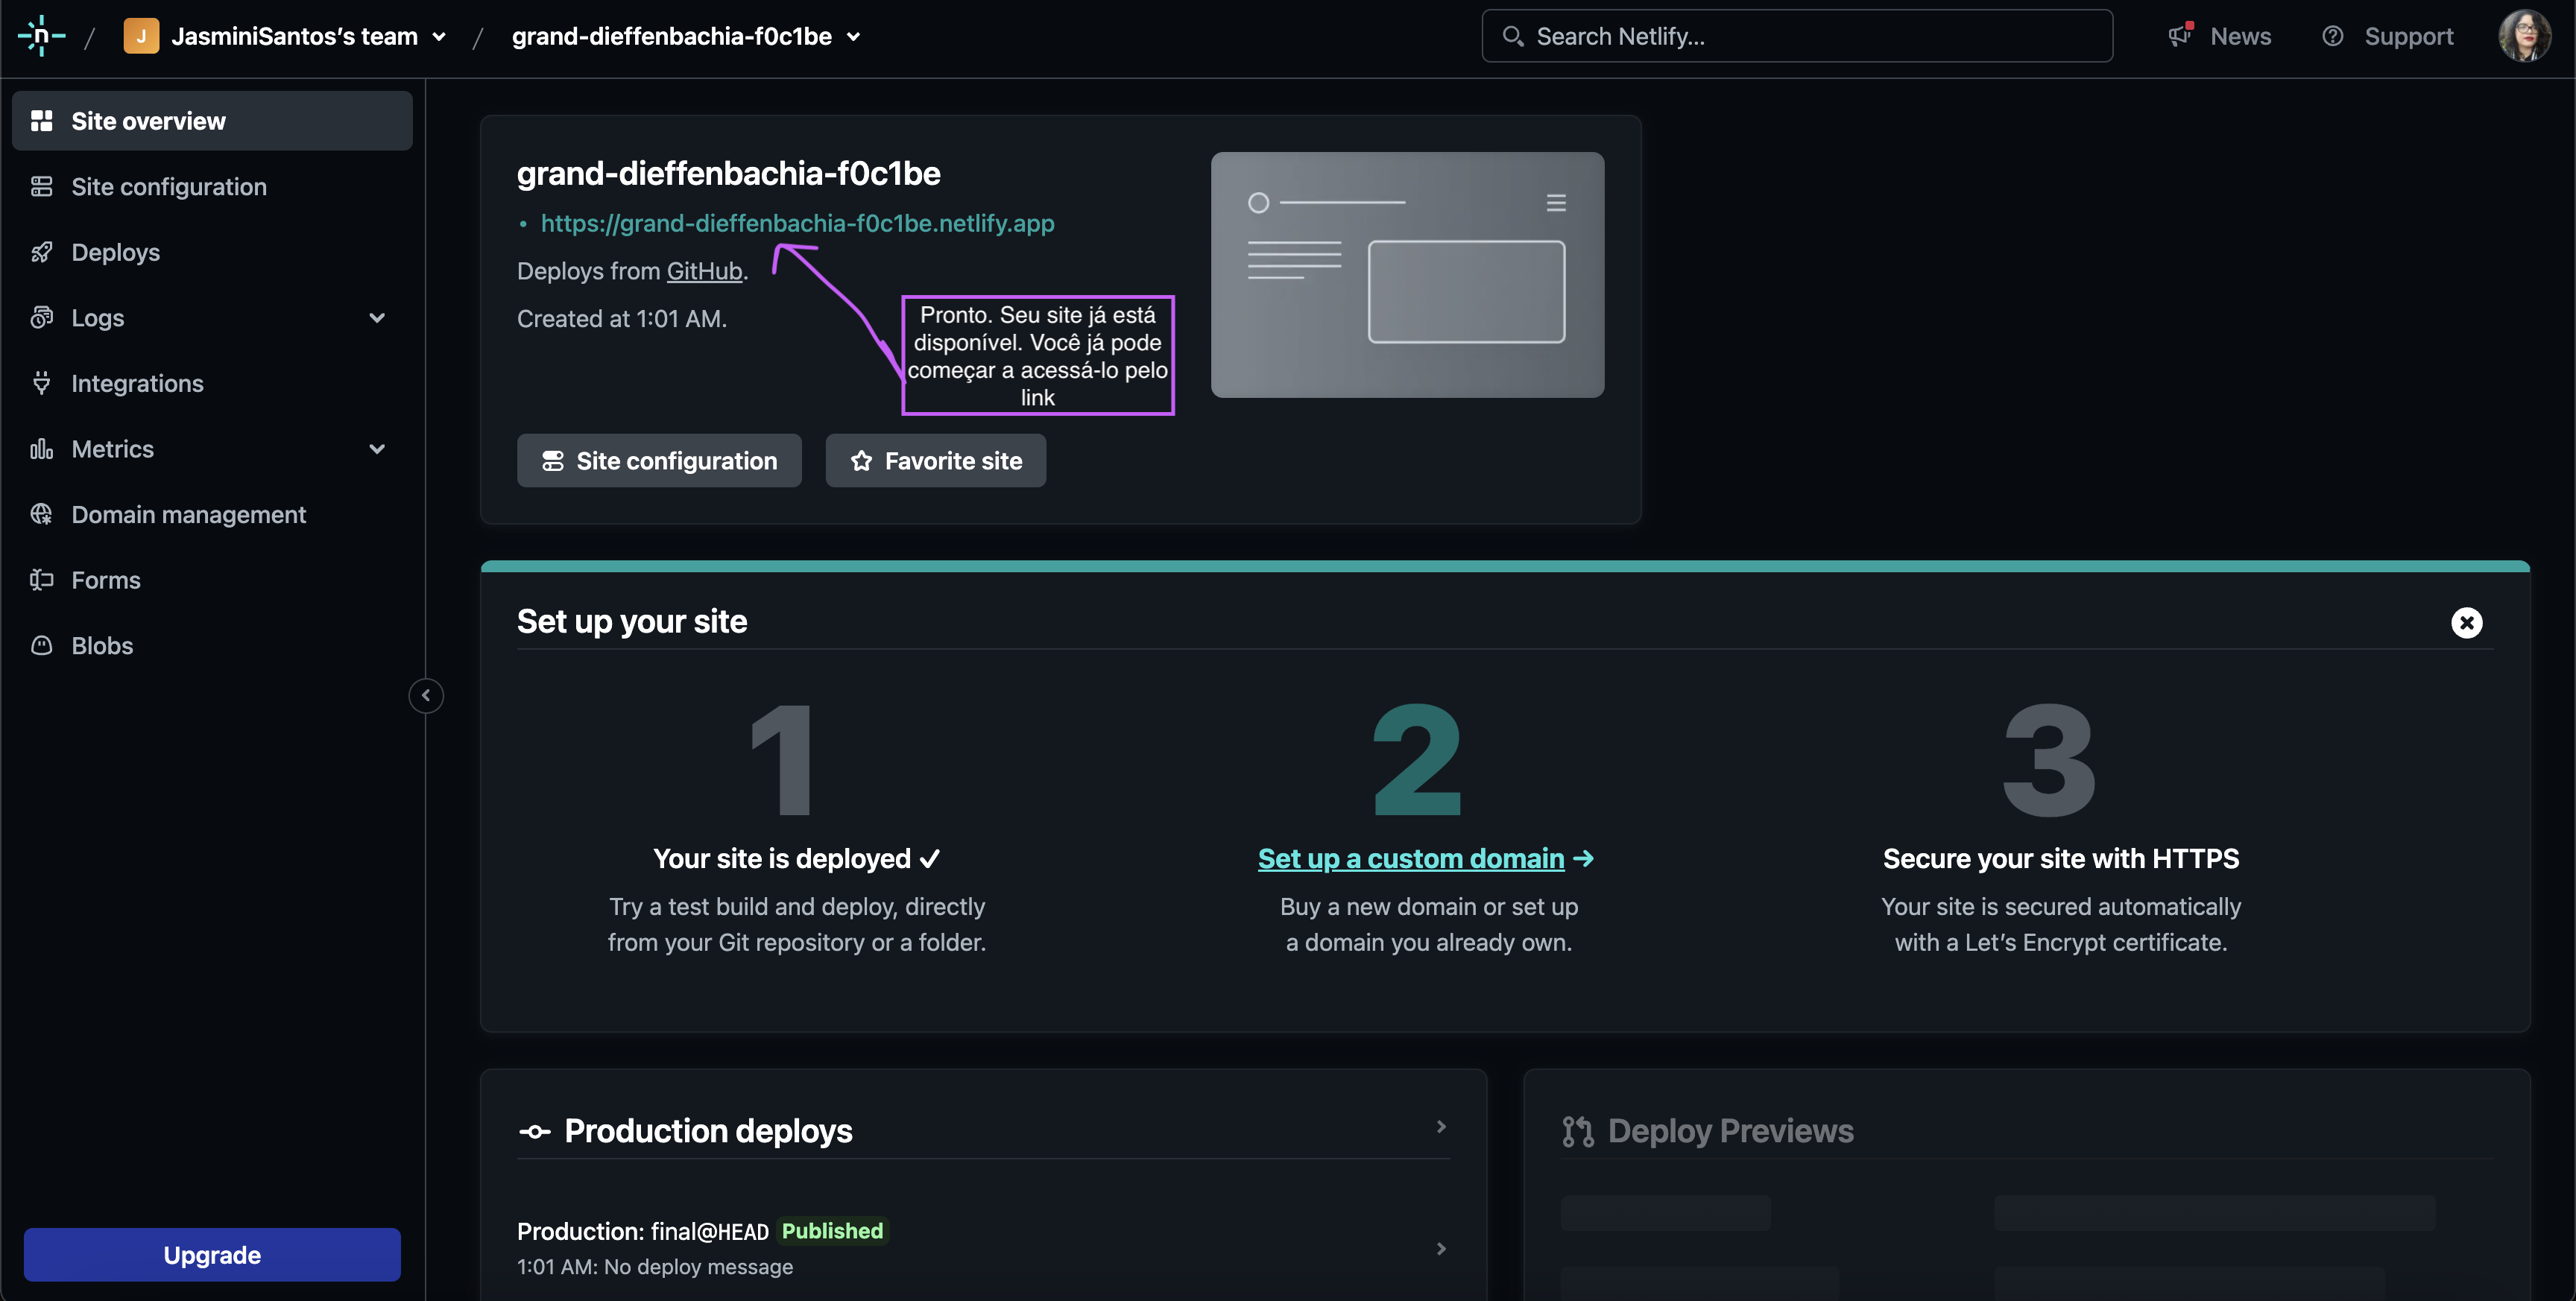 n / J JasminiSantos's team / grand-dieffenbachia-f0c1be
Search Netlify...
News
Support
Site overview
Site configuration
Deploys
Logs
Integrations
Metrics
Domain management
Forms
Blobs
Upgrade
grand-dieffenbachia-f0c1be
• https://grand-dieffenbachia-f0c1be.netlify.app
Deploys from GitHub.
Created at 1:01 AM.
Pronto. Seu site já está
disponível. Você já pode
começar a acessá-lo pelo
link
Site configuration
Favorite site
Set up your site
1
Your site is deployed ✓
Try a test build and deploy, directly
from your Git repository or a folder.
2
Set up a custom domain →
Buy a new domain or set up
a domain you already own.
3
Secure your site with HTTPS
Your site is secured automatically
with a Let's Encrypt certificate.
Production deploys
Production: final@HEAD Published
1:01 AM: No deploy message
Deploy Previews